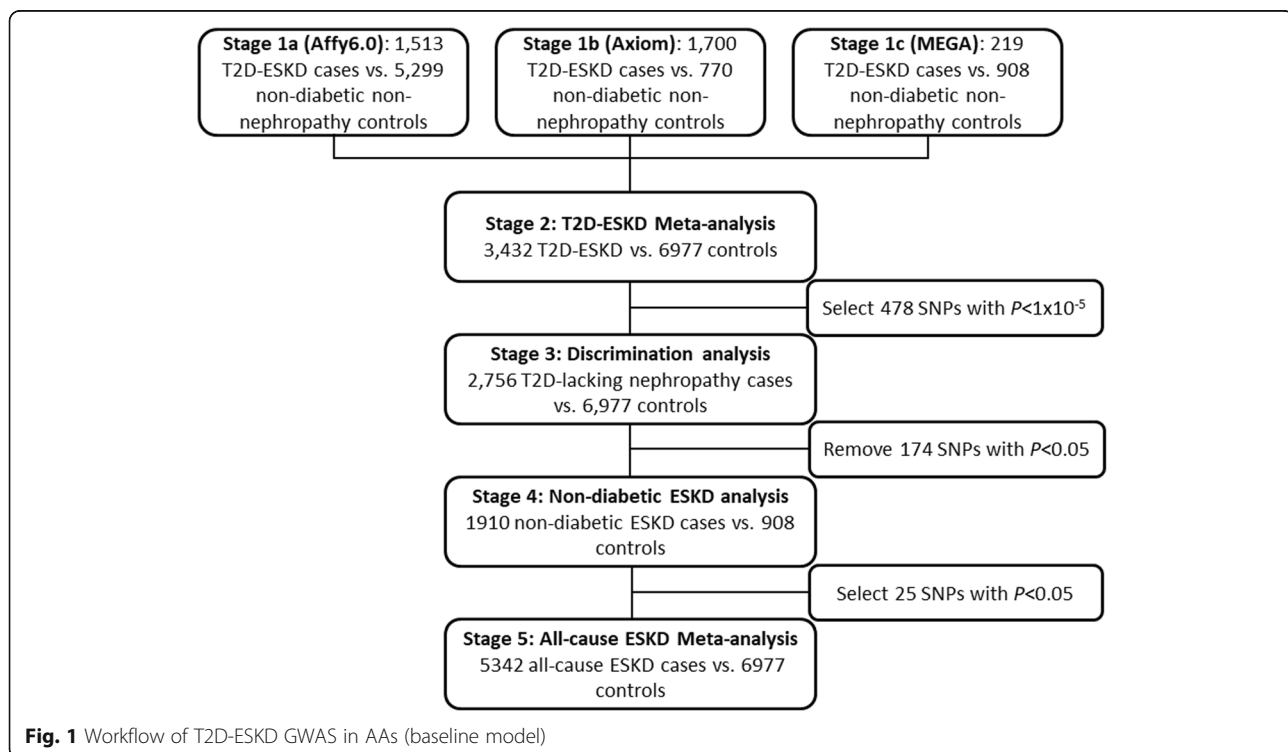 Stage 1a (Affy6.0): 1,513
T2D-ESKD cases vs. 5,299
non-diabetic non-
nephropathy controls
Stage 1b (Axiom): 1,700
T2D-ESKD cases vs. 770
non-diabetic non-
nephropathy controls
Stage 1c (MEGA): 219
T2D-ESKD cases vs. 908
non-diabetic non-
nephropathy controls
Stage 2: T2D-ESKD Meta-analysis
3,432 T2D-ESKD vs. 6977 controls
Select 478 SNPs with P<1x10⁻⁵
Stage 3: Discrimination analysis
2,756 T2D-lacking nephropathy cases
vs. 6,977 controls
Remove 174 SNPs with P<0.05
Stage 4: Non-diabetic ESKD analysis
1910 non-diabetic ESKD cases vs. 908
controls
Select 25 SNPs with P<0.05
Stage 5: All-cause ESKD Meta-analysis
5342 all-cause ESKD cases vs. 6977
controls
Fig. 1 Workflow of T2D-ESKD GWAS in AAs (baseline model)